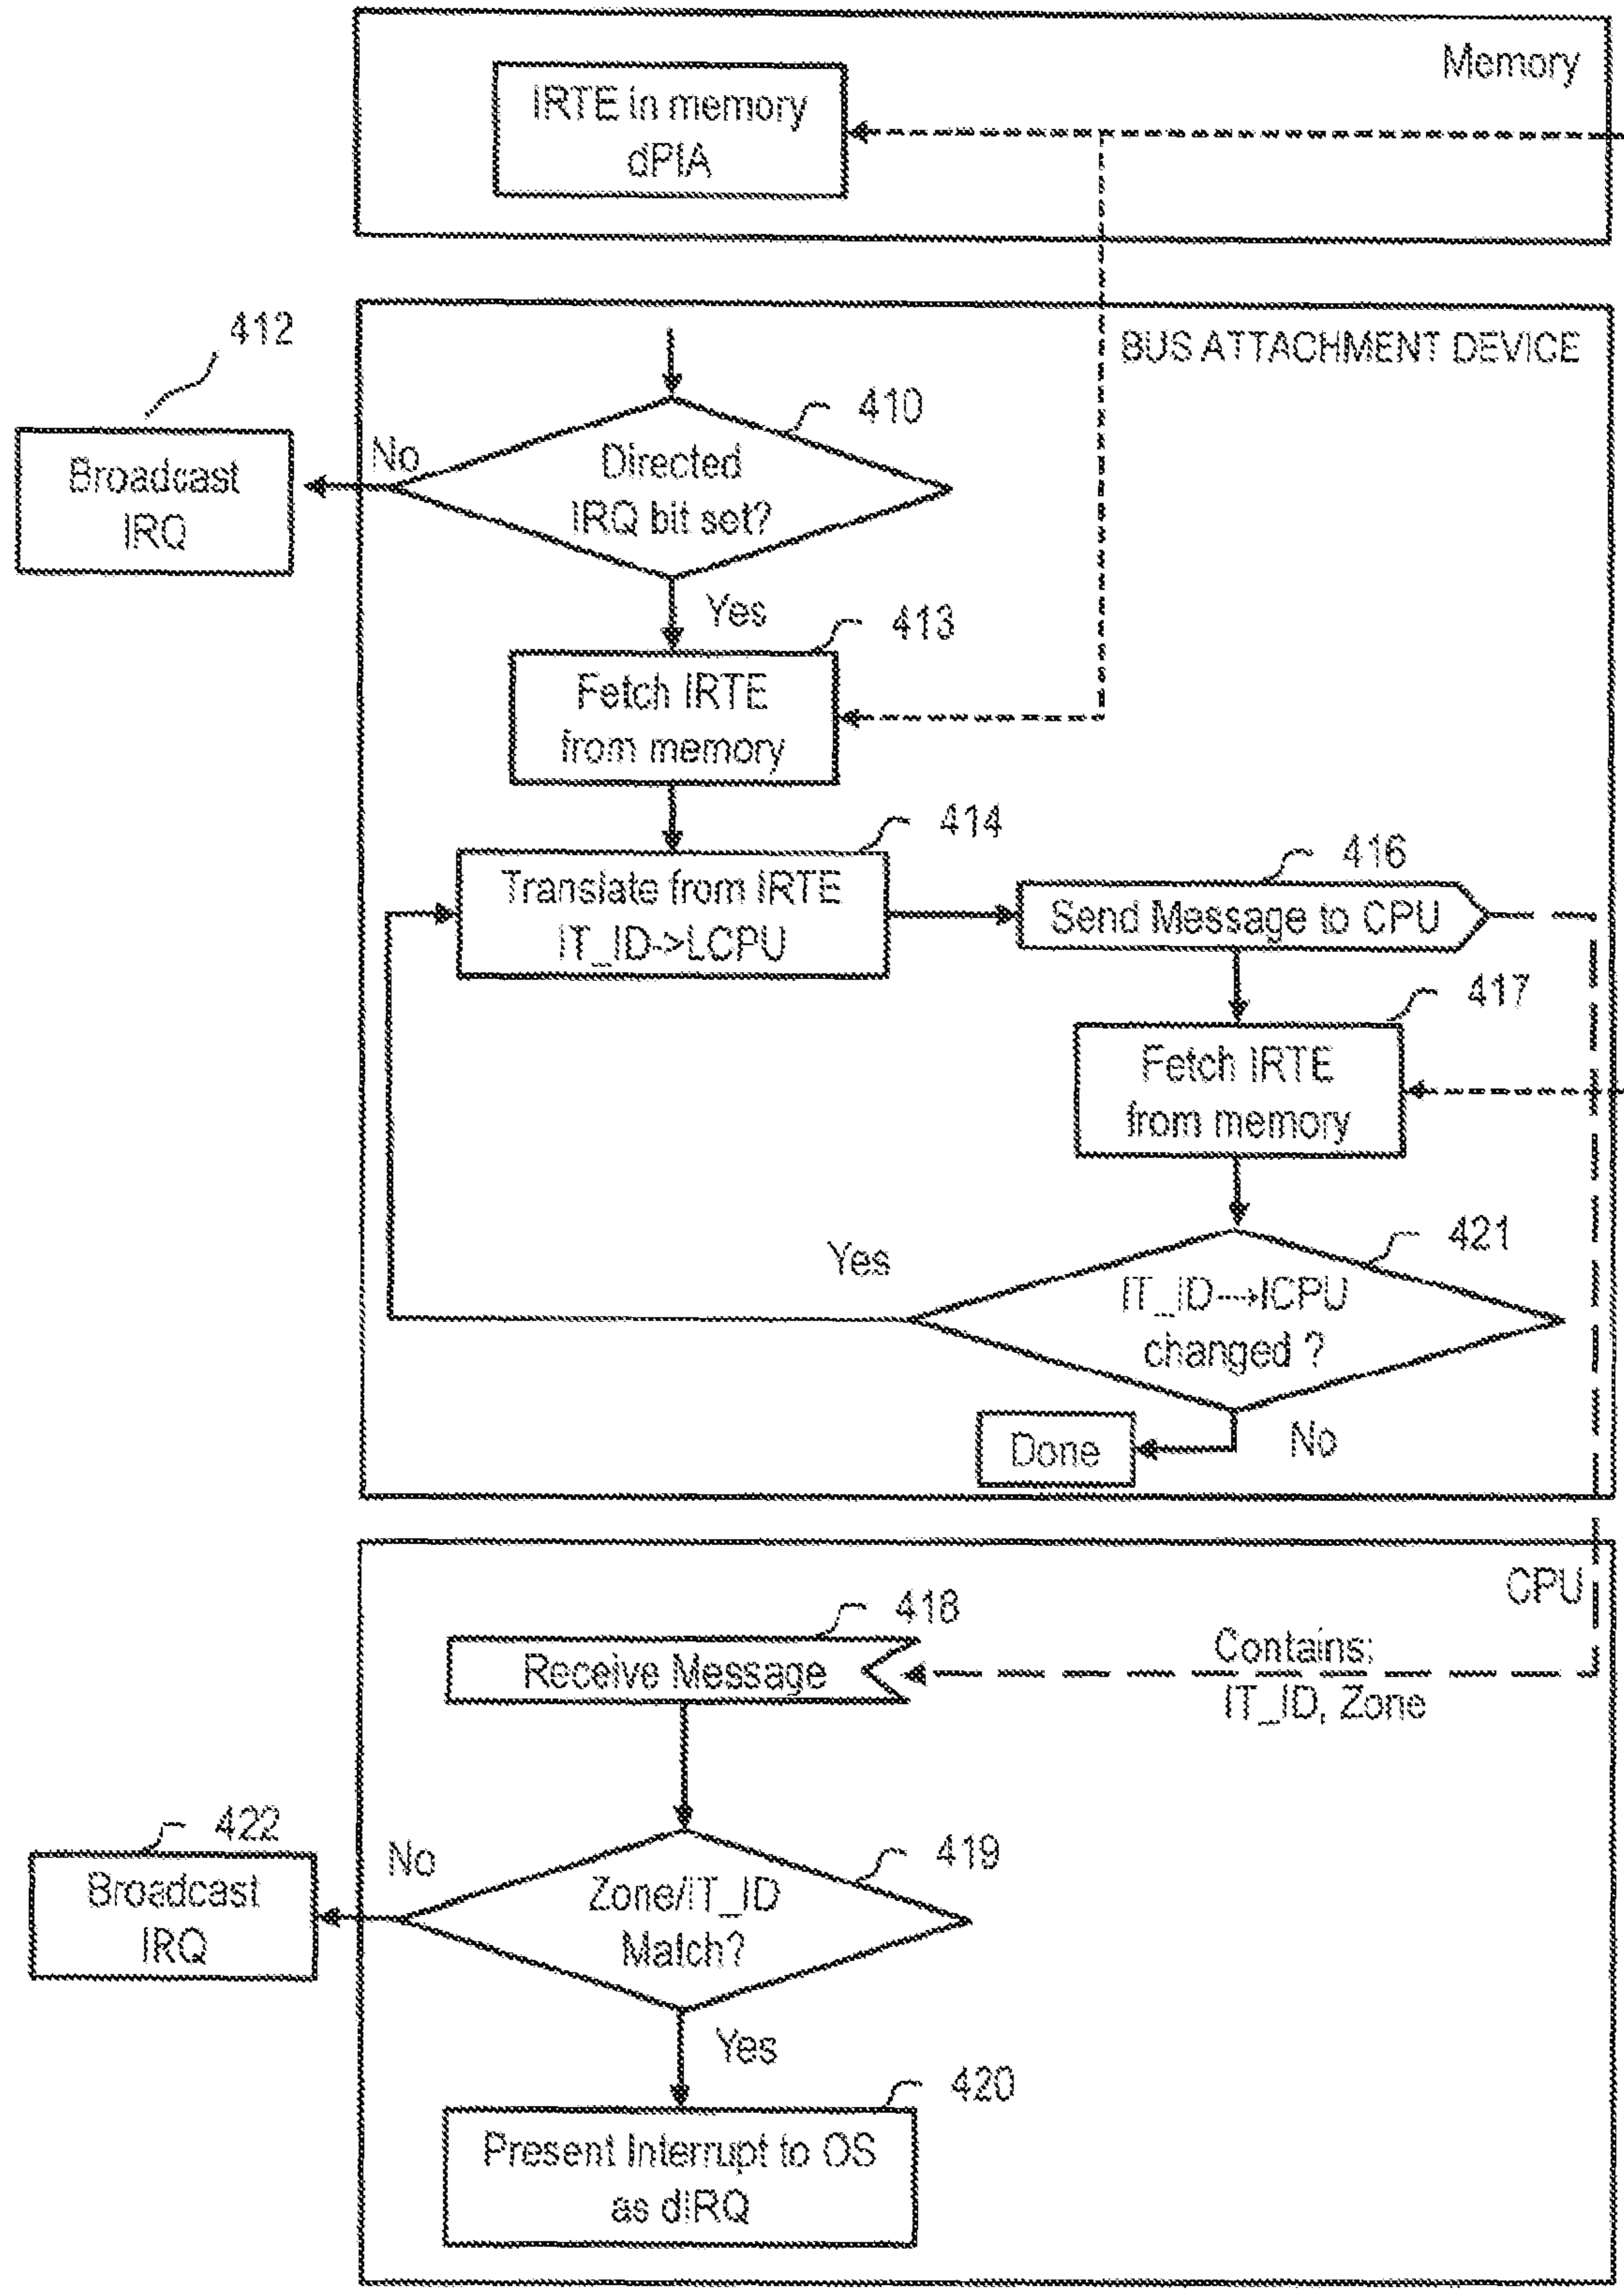 Memory
IRTE in memory
dPIA
BUS ATTACHMENT DEVICE
412
Broadcast
IRQ
No
410
Directed
IRQ bit set?
Yes
413
Fetch IRTE
from memory
414
Translate from IRTE
IT_ID->LCPU
416
Send Message to CPU
417
Fetch IRTE
from memory
421
Yes
IT_ID→ICPU
changed ?
Done
No
CPU
418
Receive Message
Contains;
IT_ID, Zone
422
Broadcast
IRQ
No
419
Zone/IT_ID
Match?
Yes
420
Present Interrupt to OS
as dIRQ